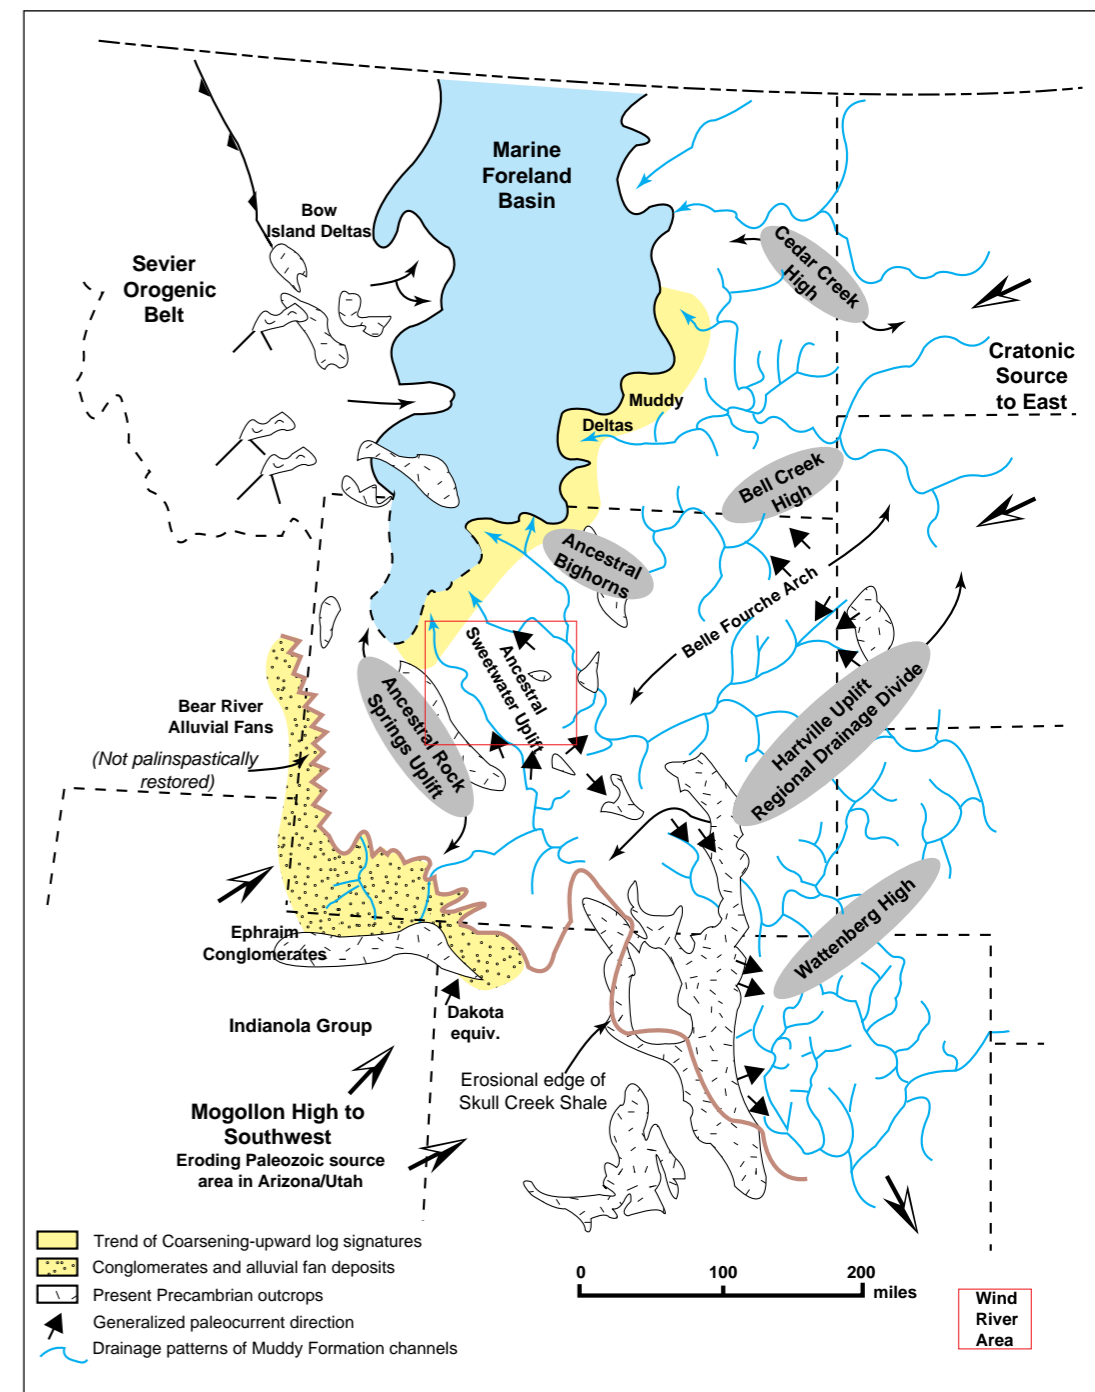 Marine
Foreland
Basin
Bow
Island Deltas
Sevier
Orogenic
Belt
Cedar Creek
High
Cratonic
Source
to East
Muddy
Deltas
Bell Creek
High
Ancestral
Bighorns
Belle Fourche Arch
Ancestral
Sweetwater Uplift
Ancestral Rock
Springs Uplift
Hartville Uplift
Regional Drainage Divide
Bear River
Alluvial Fans
(Not palinspastically
restored)
Wattenberg High
Ephraim
Conglomerates
Dakota
equiv.
Indianola Group
Erosional edge of
Skull Creek Shale
Mogollon High to
Southwest
Eroding Paleozoic source
area in Arizona/Utah
Trend of Coarsening-upward log signatures
Conglomerates and alluvial fan deposits
Present Precambrian outcrops
Generalized paleocurrent direction
Drainage patterns of Muddy Formation channels
0 100 200
miles
Wind
River
Area